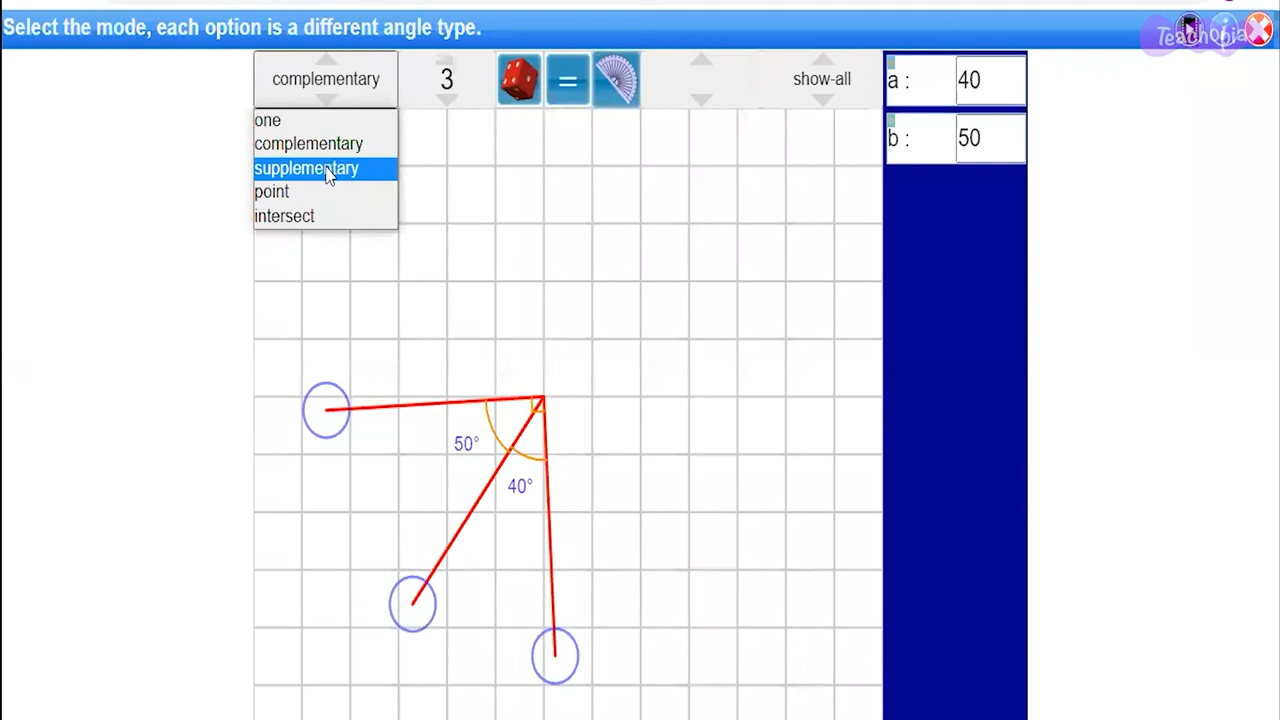 Select the mode, each option is a different angle type.
Teachopia
complementary
3
=
show-all
a :
40
b :
50
one
complementary
supplementary
point
intersect
50°
40°